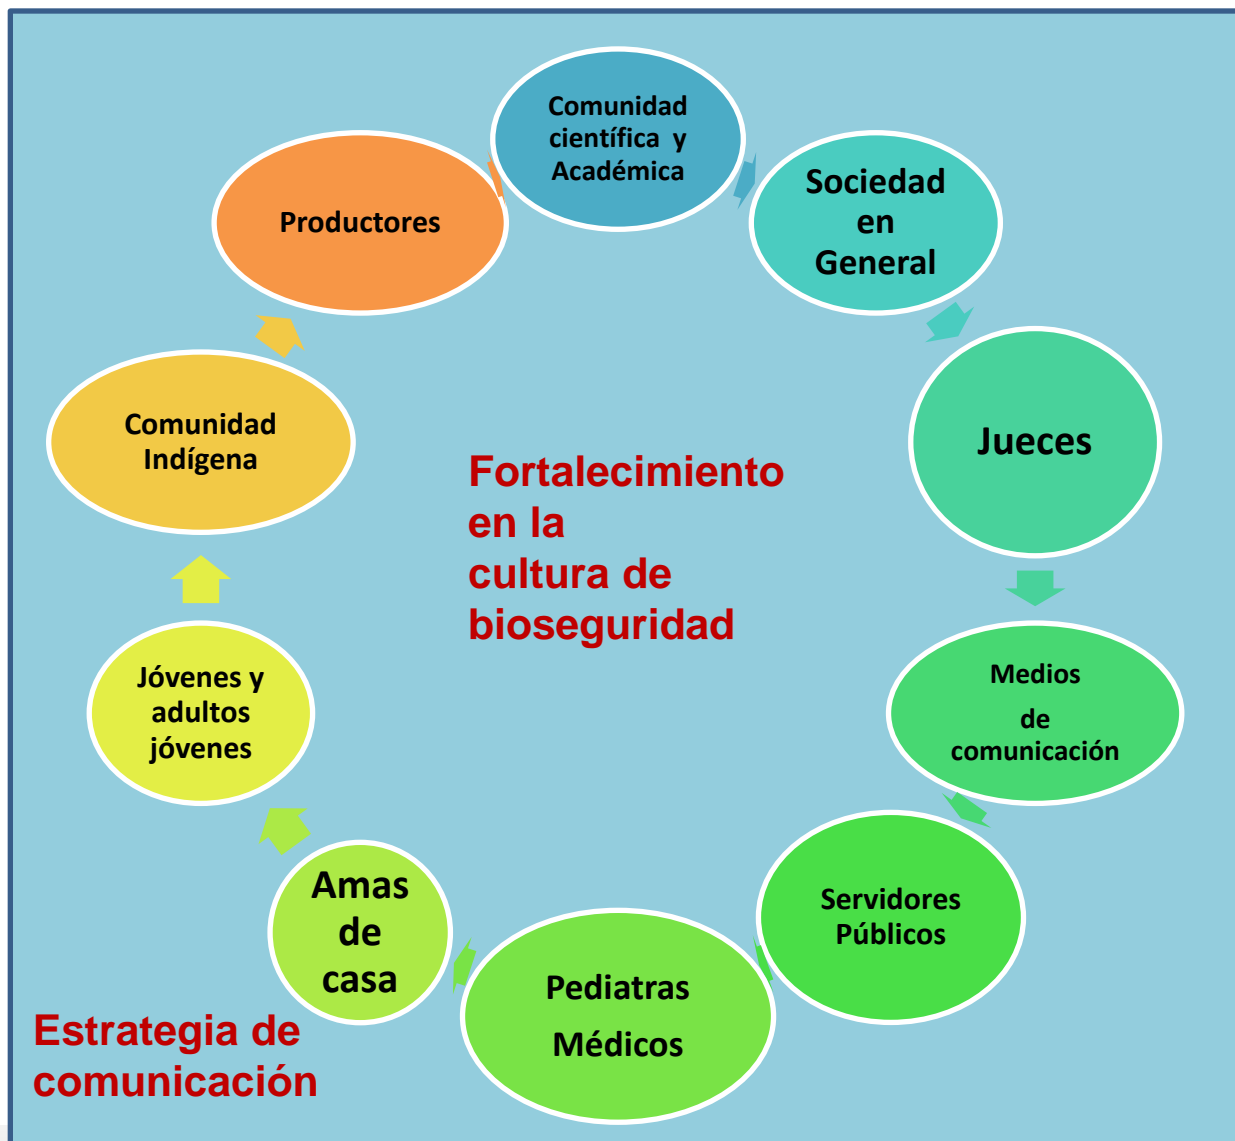 Comunidad
científica y
Académica
Sociedad
en
General
Jueces
Medios
de
comunicación
Servidores
Públicos
Pediatras
Médicos
Amas
de
casa
Jóvenes y
adultos
jóvenes
Comunidad
Indígena
Productores
Fortalecimiento
en la
cultura de
bioseguridad
Estrategia de
comunicación